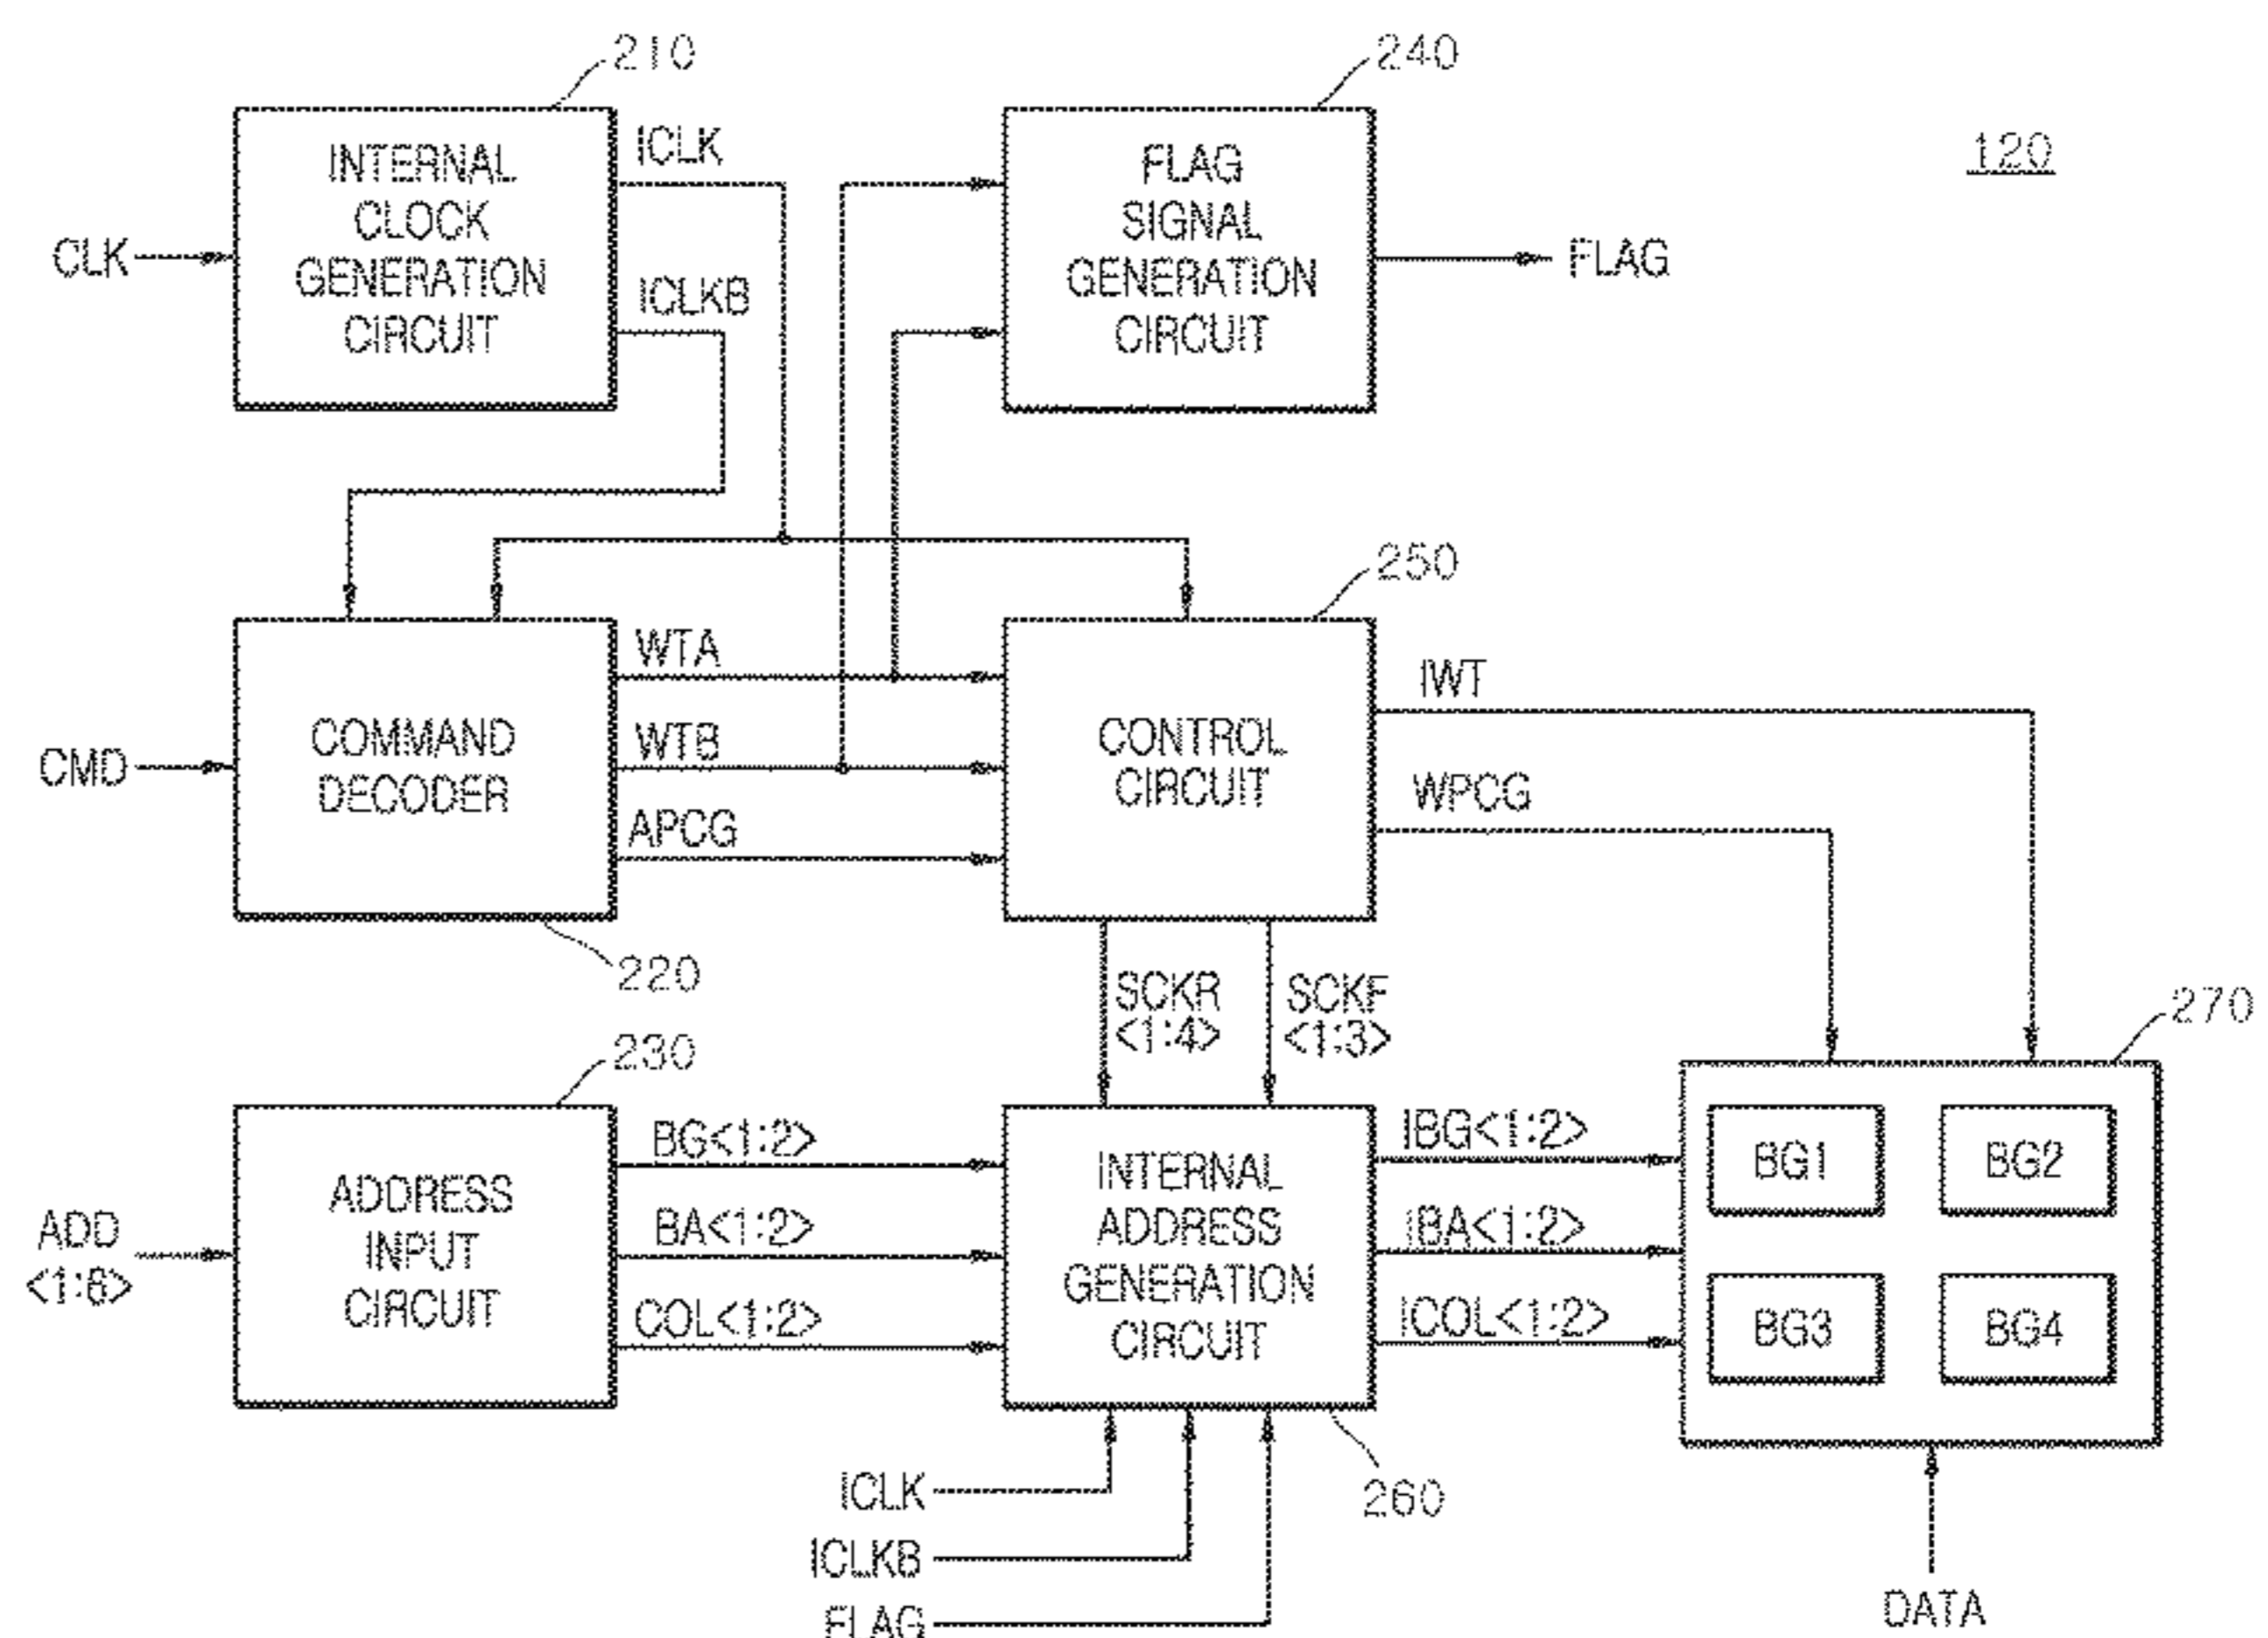 210
240
120
INTERNAL
CLOCK
GENERATION
CIRCUIT
ICLK
ICLKB
CLK
FLAG
SIGNAL
GENERATION
CIRCUIT
FLAG
250
COMMAND
DECODER
CMD
WTA
WTB
APCG
CONTROL
CIRCUIT
IWT
WPCG
220
SCKR
<1:4>
SCKF
<1:3>
270
230
ADDRESS
INPUT
CIRCUIT
ADD
<1:6>
BG<1:2>
BA<1:2>
COL<1:2>
INTERNAL
ADDRESS
GENERATION
CIRCUIT
IBG<1:2>
IBA<1:2>
ICOL<1:2>
BG1
BG2
BG3
BG4
ICLK
ICLKB
FLAG
260
DATA